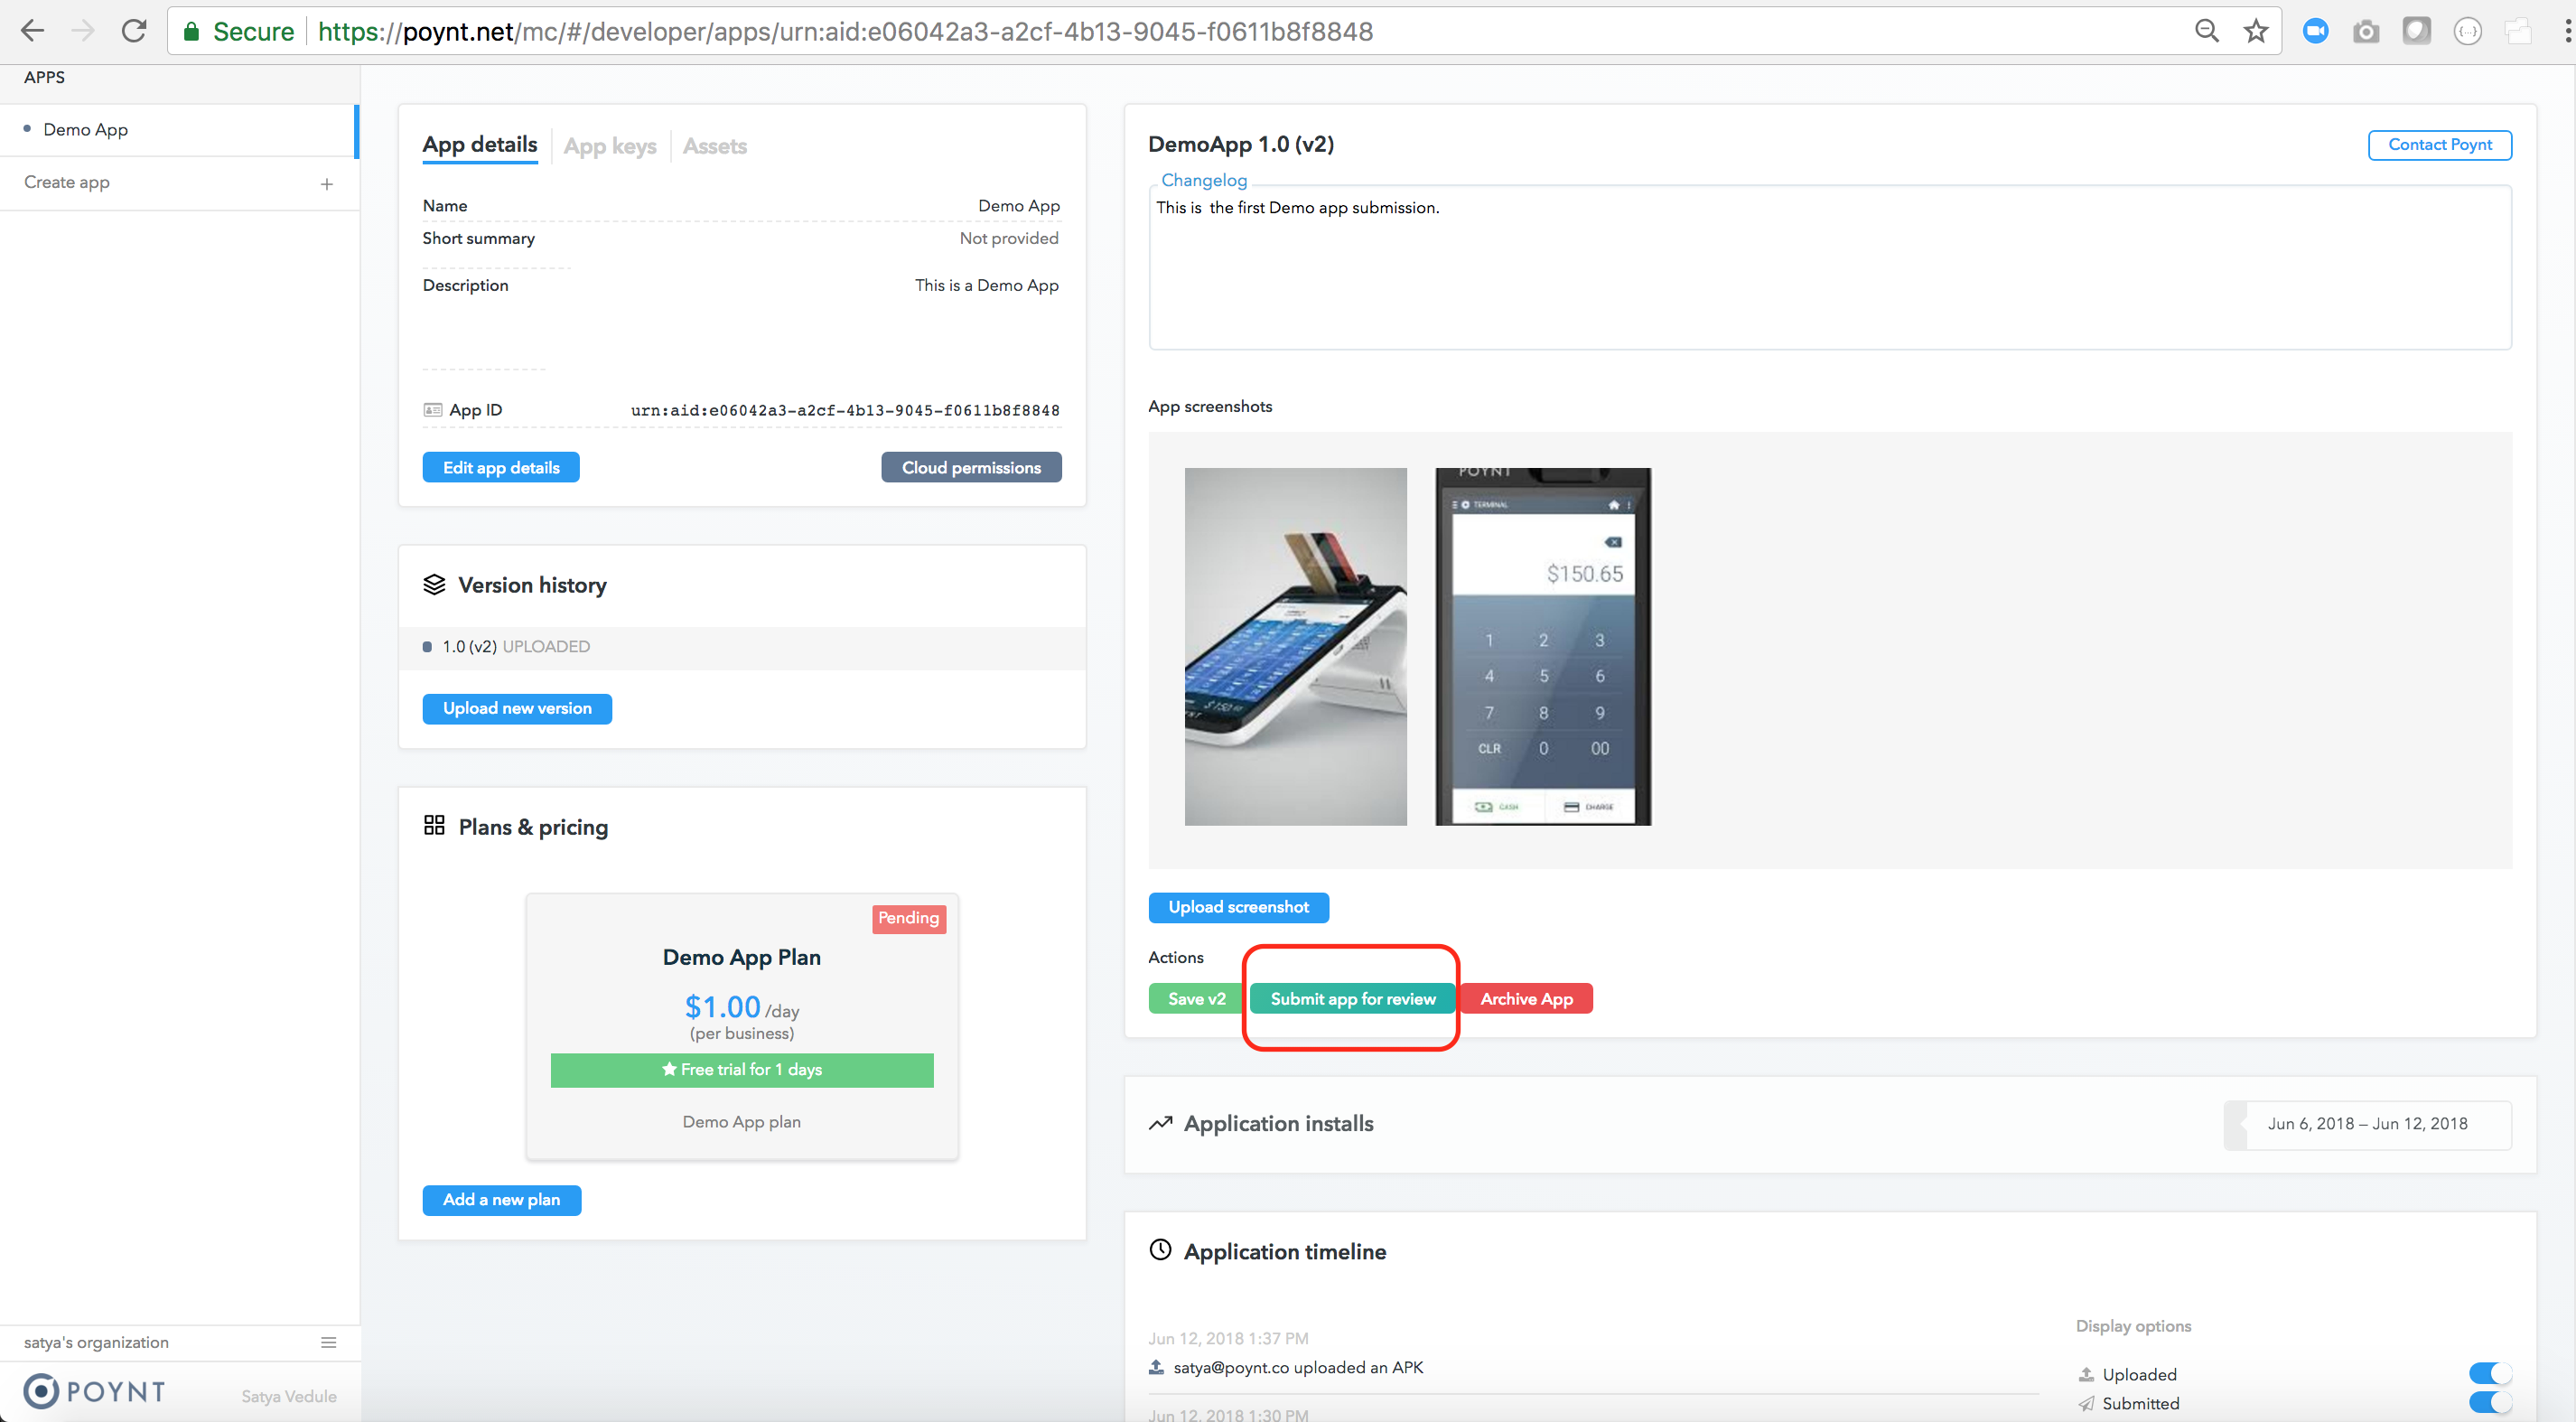 Secure https://poynt.net/mc/#/developer/apps/urn:aid:e06042a3-a2cf-4b13-9045-f0611b8f8848
APPS
Demo App
Create app +
satya's organization
POYNT Satya Vedule
App details App keys Assets
Name Demo App
Short summary Not provided
Description This is a Demo App
App ID urn:aid:e06042a3-a2cf-4b13-9045-f0611b8f8848
Edit app details Cloud permissions
Version history
1.0 (v2) UPLOADED
Upload new version
Plans & pricing
Pending
Demo App Plan
$1.00 /day
(per business)
Free trial for 1 days
Demo App plan
Add a new plan
DemoApp 1.0 (v2) Contact Poynt
Changelog
This is  the first Demo app submission.
App screenshots
$150
POYNT
TERMINAL
$150.65
1 2 3
4 5 6
7 8 9
CLR 0 00
CASH CHARGE
Upload screenshot
Actions
Save v2 Submit app for review Archive App
Application installs Jun 6, 2018 – Jun 12, 2018
Application timeline
Jun 12, 2018 1:37 PM
satya@poynt.co uploaded an APK
Jun 12, 2018 1:30 PM
Display options
Uploaded
Submitted